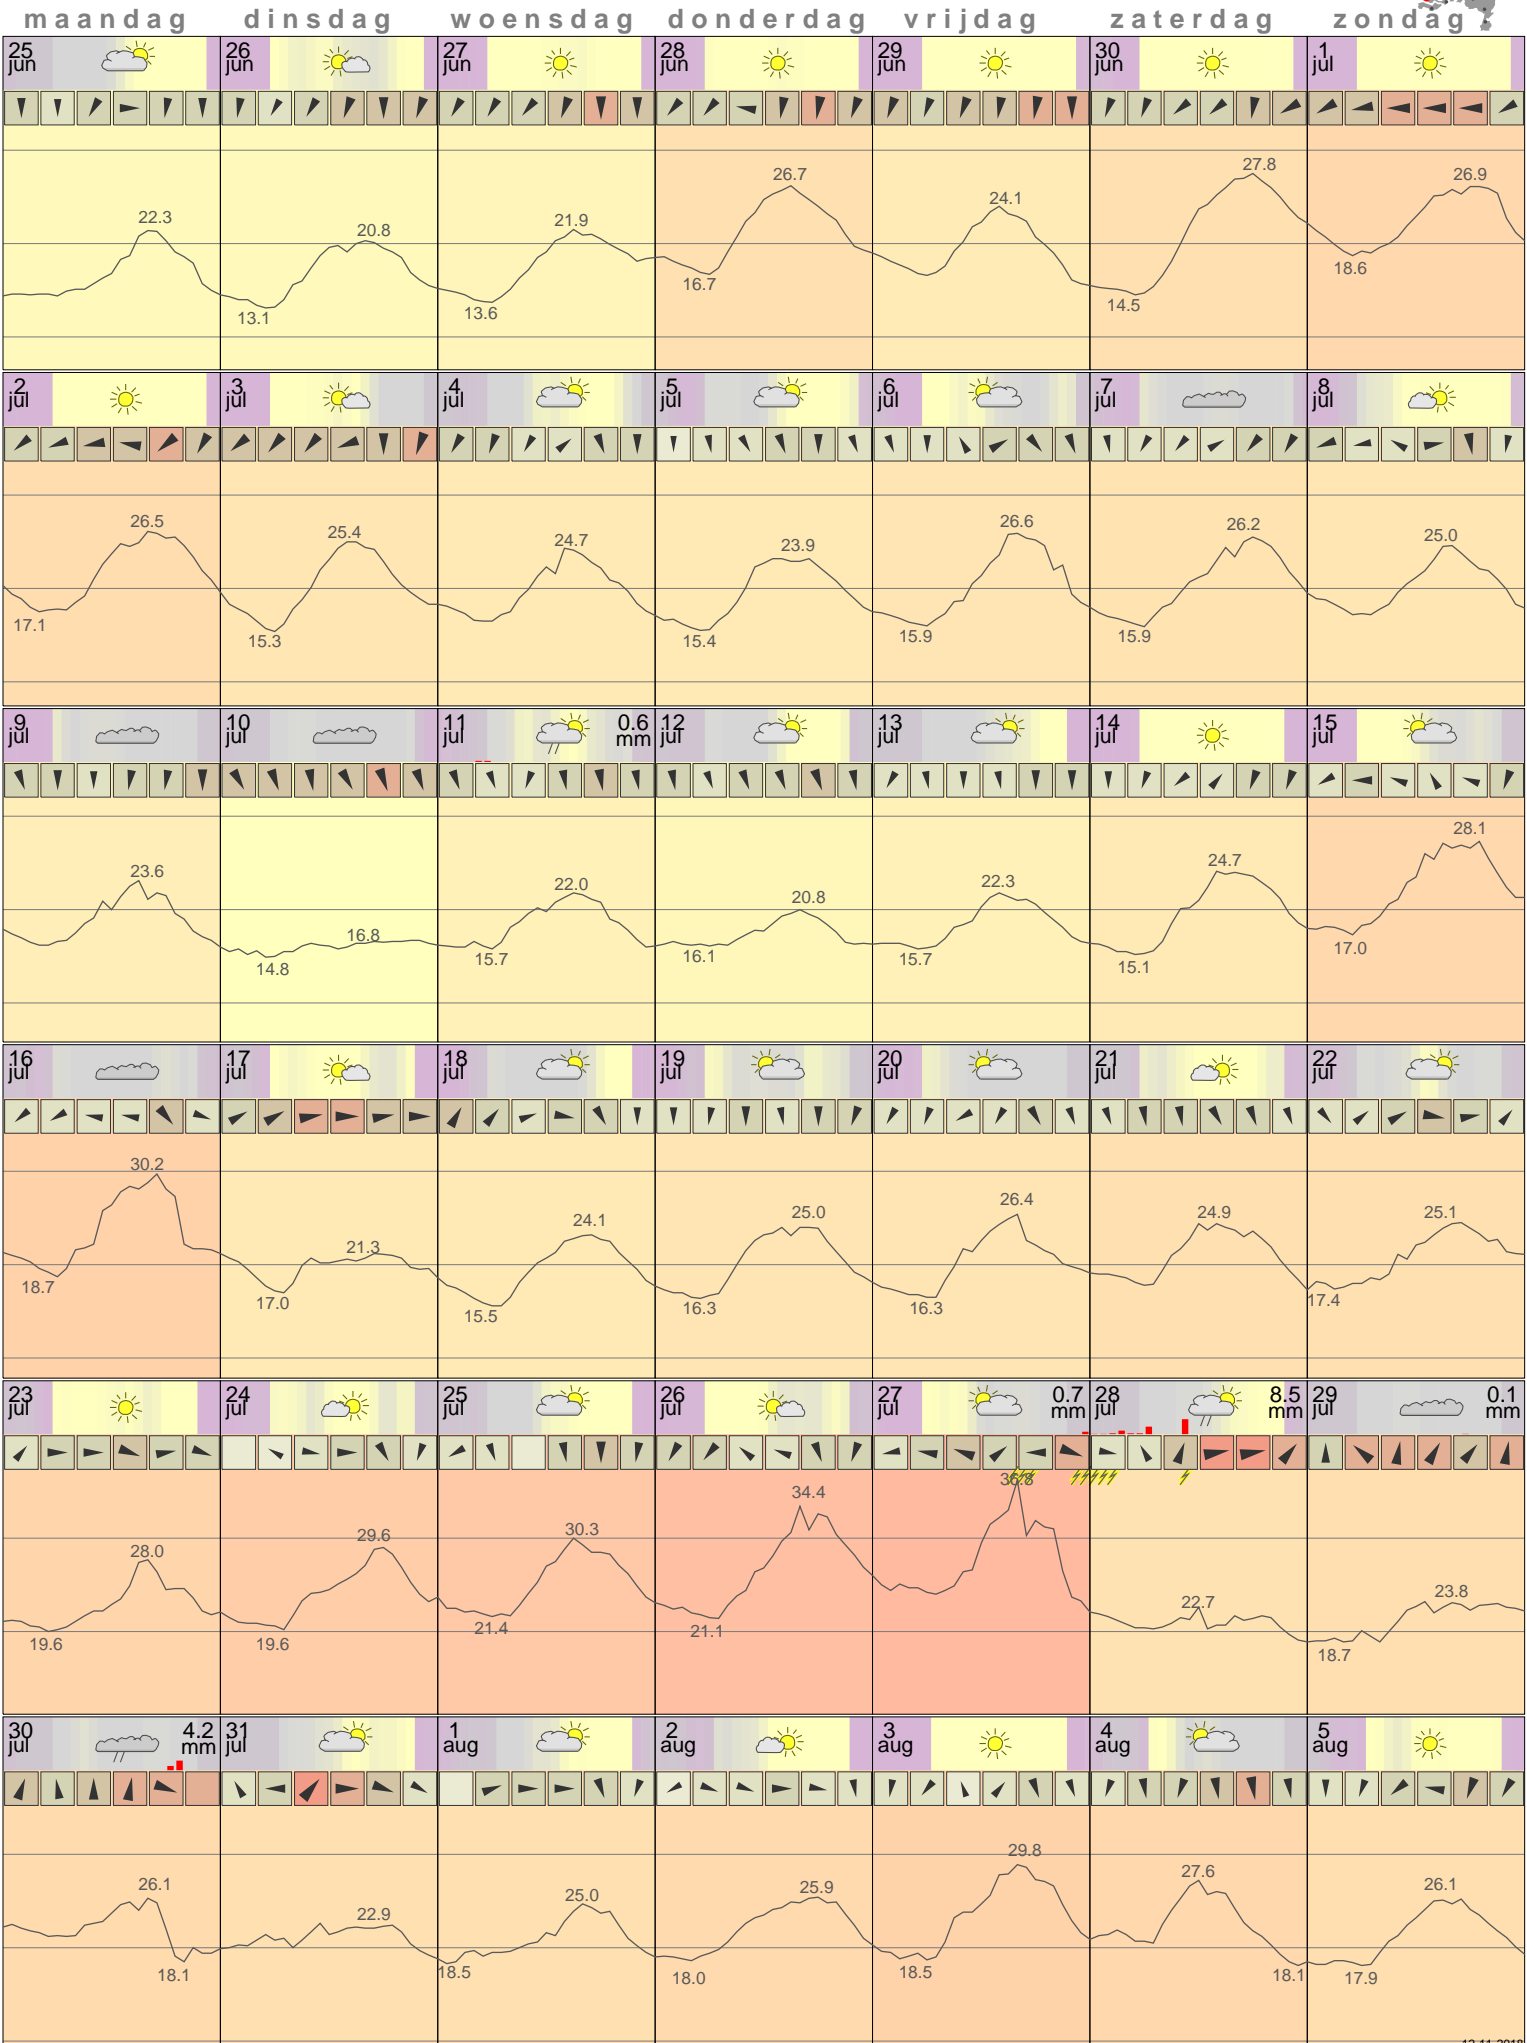 maandag dinsdag woensdag donderdag vrijdag zaterdag zondag
25 jun 26 jun 27 jun 28 jun 29 jun 30 jun 1 jul
22.3 13.1 20.8 13.6 21.9 16.7 26.7 24.1 14.5 27.8 18.6 26.9
2 jul 3 jul 4 jul 5 jul 6 jul 7 jul 8 jul
17.1 26.5 15.3 25.4 24.7 15.4 23.9 15.9 26.6 15.9 26.2 25.0
9 jul 10 jul 11 jul 0.6 mm 12 jul 13 jul 14 jul 15 jul
23.6 14.8 16.8 15.7 22.0 16.1 20.8 15.7 22.3 15.1 24.7 17.0 28.1
16 jul 17 jul 18 jul 19 jul 20 jul 21 jul 22 jul
18.7 30.2 17.0 21.3 15.5 24.1 16.3 25.0 16.3 26.4 24.9 17.4 25.1
23 jul 24 jul 25 jul 26 jul 27 jul 0.7 mm 28 jul 8.5 mm 29 jul 0.1 mm
19.6 28.0 19.6 29.6 21.4 30.3 21.1 34.4 22.7 18.7 23.8
30 jul 4.2 mm 31 jul 1 aug 2 aug 3 aug 4 aug 5 aug
26.1 18.1 22.9 18.5 25.0 18.0 25.9 18.5 29.8 27.6 18.1 17.9 26.1